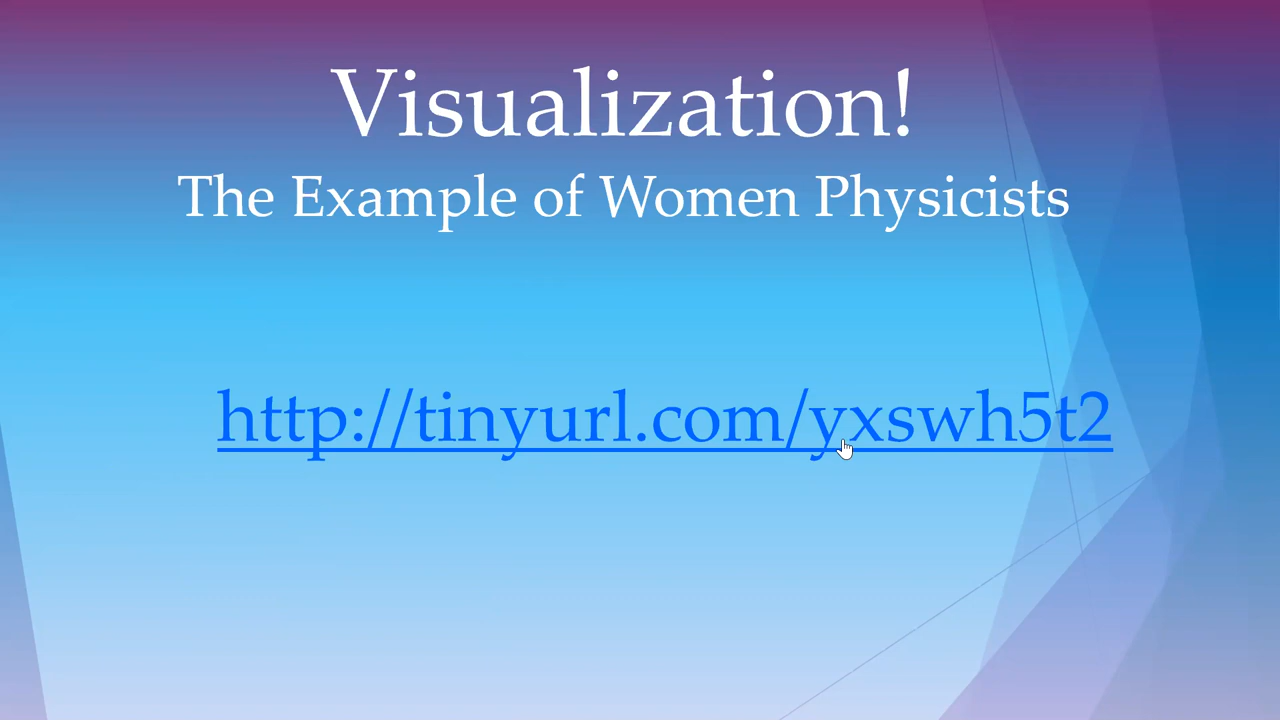 Visualization!
The Example of Women Physicists
http://tinyurl.com/yxswh5t2